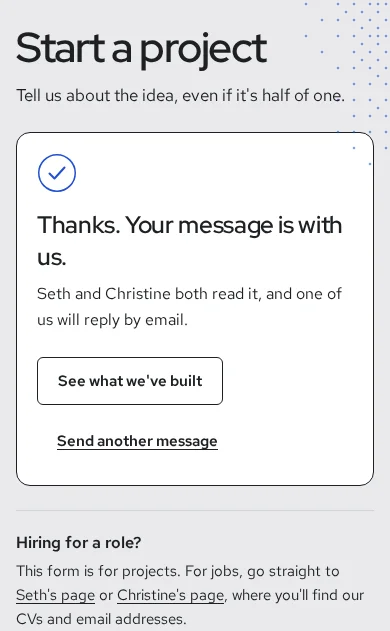 Start a project
Tell us about the idea, even if it's half of one.
Thanks. Your message is with
us.
Seth and Christine both read it, and one of
us will reply by email.
See what we've built
Send another message
Hiring for a role?
This form is for projects. For jobs, go straight to
Seth's page or Christine's page, where you'll find our
CVs and email addresses.